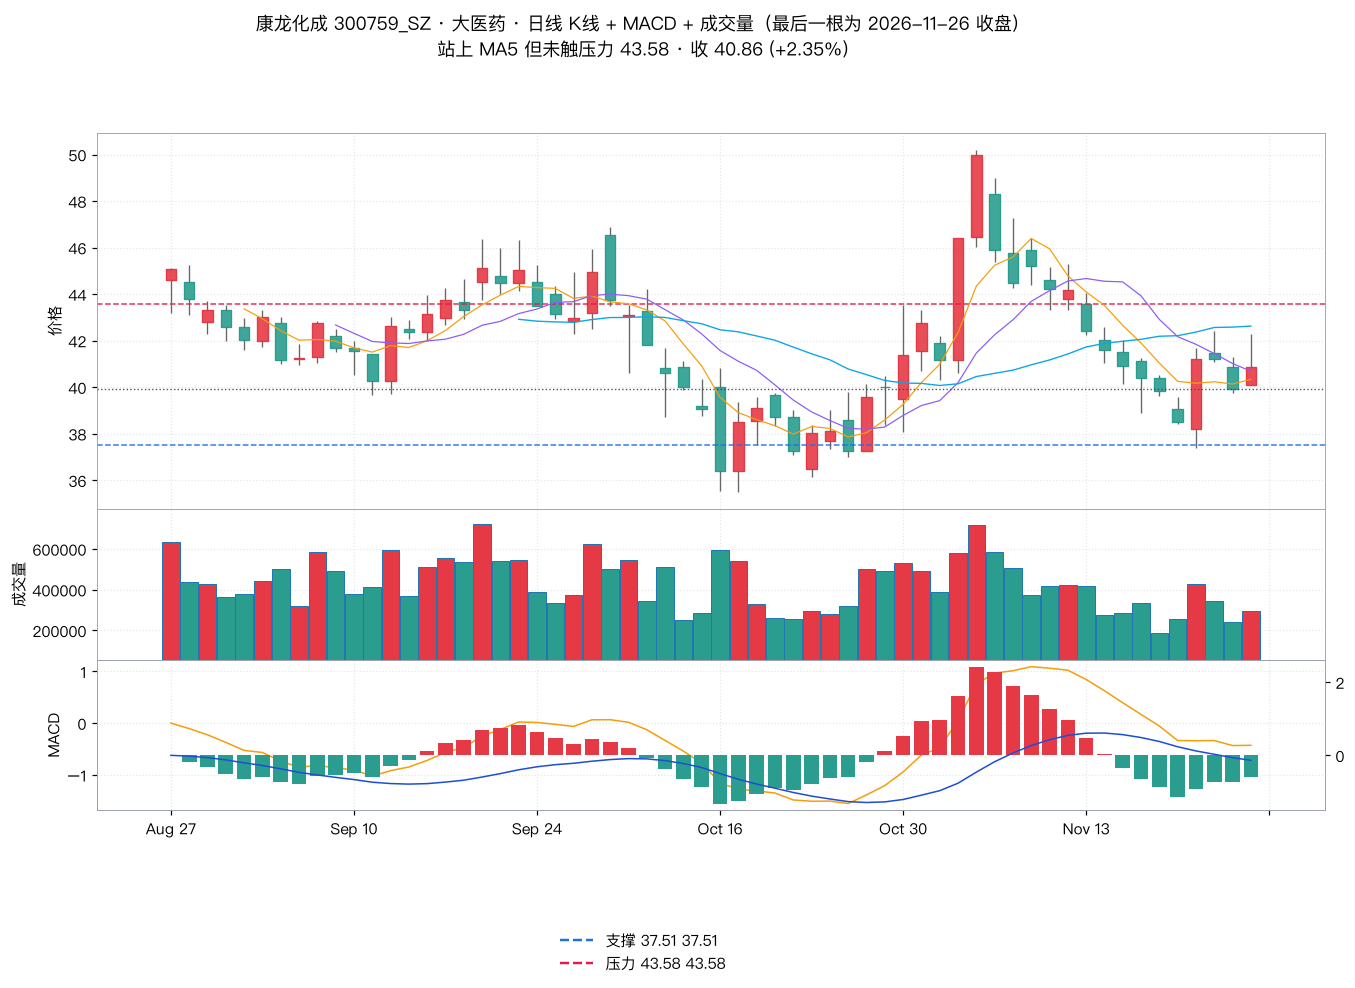 康龙化成 300759_SZ · 大医药 · 日线 K线 + MACD + 成交量（最后一根为 2026-11-26 收盘）
站上 MA5 但未触压力 43.58 · 收 40.86 (+2.35%)
价格
50
48
46
44
42
40
38
36
成交量
600000
400000
200000
MACD
1
0
−1
2
0
Aug 27
Sep 10
Sep 24
Oct 16
Oct 30
Nov 13
支撑 37.51 37.51
压力 43.58 43.58